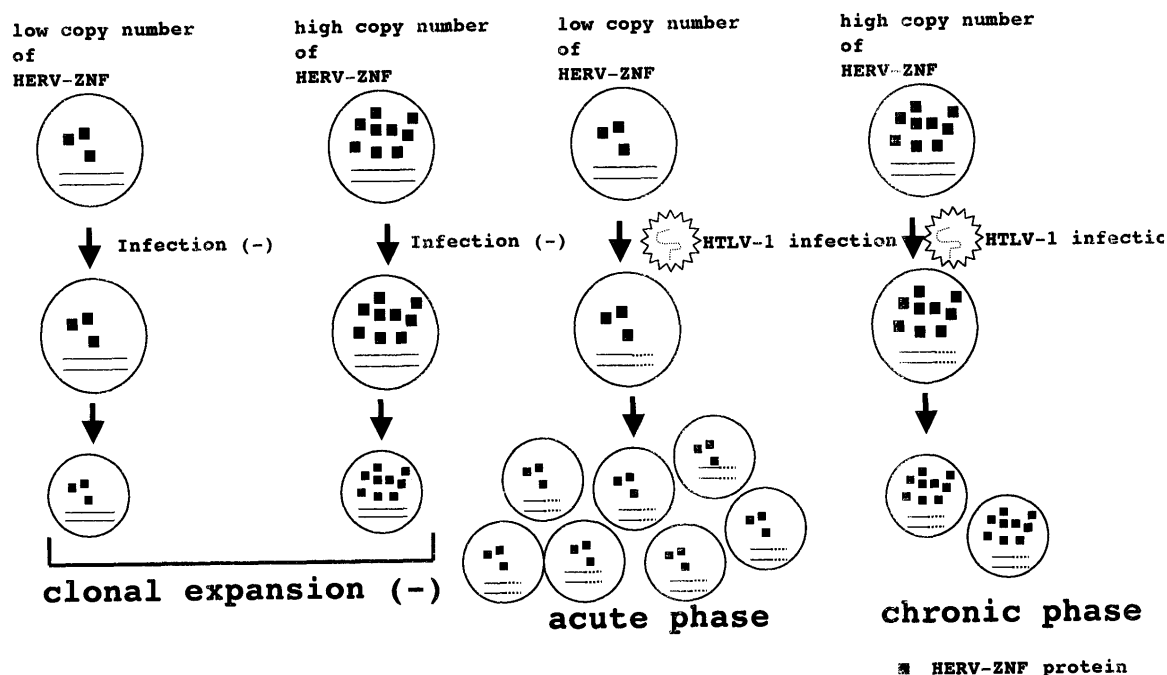 low copy number
of
HERV-ZNF
high copy number
of
HERV-ZNF
low copy number
of
HERV-ZNF
high copy number
of
HERV-ZNF
Infection (-)
Infection (-)
HTLV-1 infection
HTLV-1 infectio
clonal expansion (-)
acute phase
chronic phase
HERV-ZNF protein